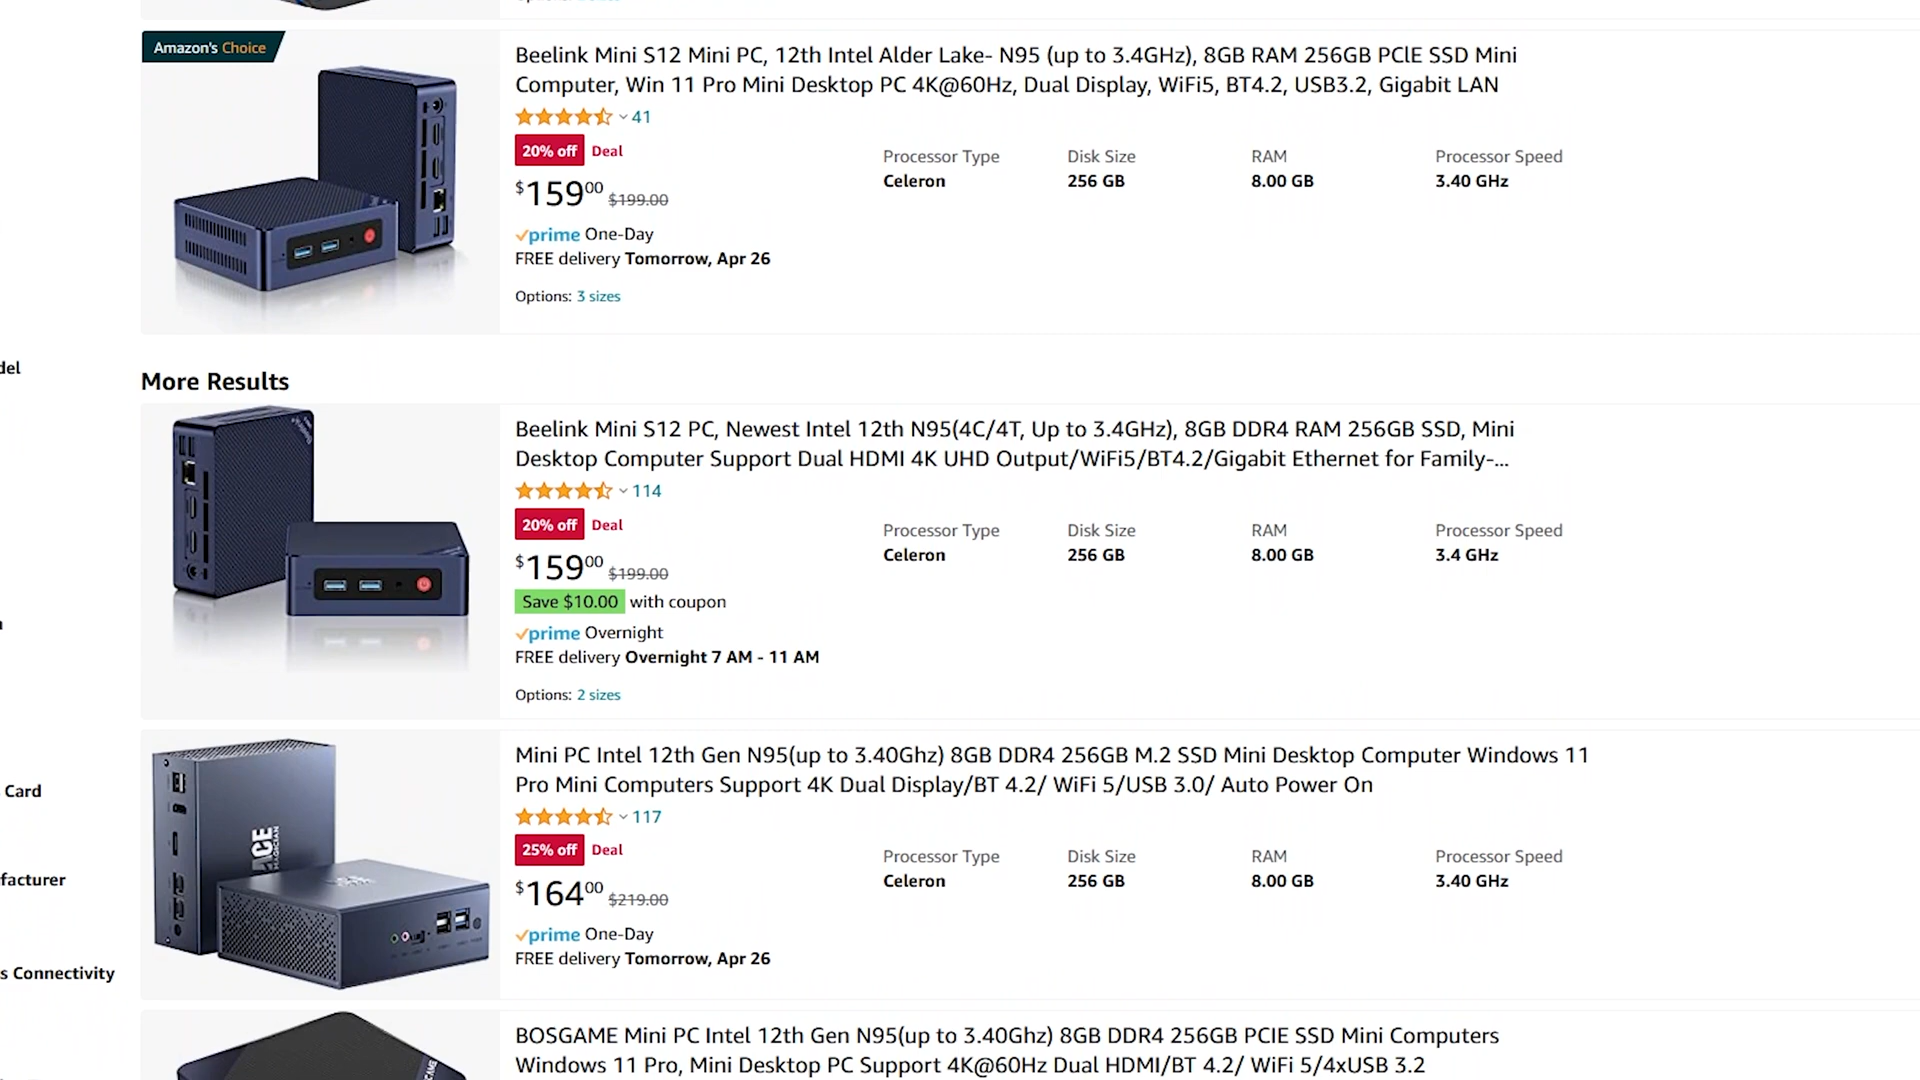 Amazon's Choice
Beelink Mini S12 Mini PC, 12th Intel Alder Lake- N95 (up to 3.4GHz), 8GB RAM 256GB PCIE SSD Mini
Computer, Win 11 Pro Mini Desktop PC 4K@60Hz, Dual Display, WiFi5, BT4.2, USB3.2, Gigabit LAN
41
20% off Deal
$159⁰⁰ $199.00
prime One-Day
FREE delivery Tomorrow, Apr 26
Options: 3 sizes
Processor Type Disk Size RAM Processor Speed
Celeron 256 GB 8.00 GB 3.40 GHz
del
More Results
Beelink Mini S12 PC, Newest Intel 12th N95(4C/4T, Up to 3.4GHz), 8GB DDR4 RAM 256GB SSD, Mini
Desktop Computer Support Dual HDMI 4K UHD Output/WiFi5/BT4.2/Gigabit Ethernet for Family-...
114
20% off Deal
$159⁰⁰ $199.00
Save $10.00 with coupon
prime Overnight
FREE delivery Overnight 7 AM - 11 AM
Options: 2 sizes
Processor Type Disk Size RAM Processor Speed
Celeron 256 GB 8.00 GB 3.4 GHz
Mini PC Intel 12th Gen N95(up to 3.40Ghz) 8GB DDR4 256GB M.2 SSD Mini Desktop Computer Windows 11
Pro Mini Computers Support 4K Dual Display/BT 4.2/ WiFi 5/USB 3.0/ Auto Power On
117
25% off Deal
$164⁰⁰ $219.00
prime One-Day
FREE delivery Tomorrow, Apr 26
Processor Type Disk Size RAM Processor Speed
Celeron 256 GB 8.00 GB 3.40 GHz
Card
facturer
s Connectivity
BOSGAME Mini PC Intel 12th Gen N95(up to 3.40Ghz) 8GB DDR4 256GB PCIE SSD Mini Computers
Windows 11 Pro, Mini Desktop PC Support 4K@60Hz Dual HDMI/BT 4.2/ WiFi 5/4xUSB 3.2